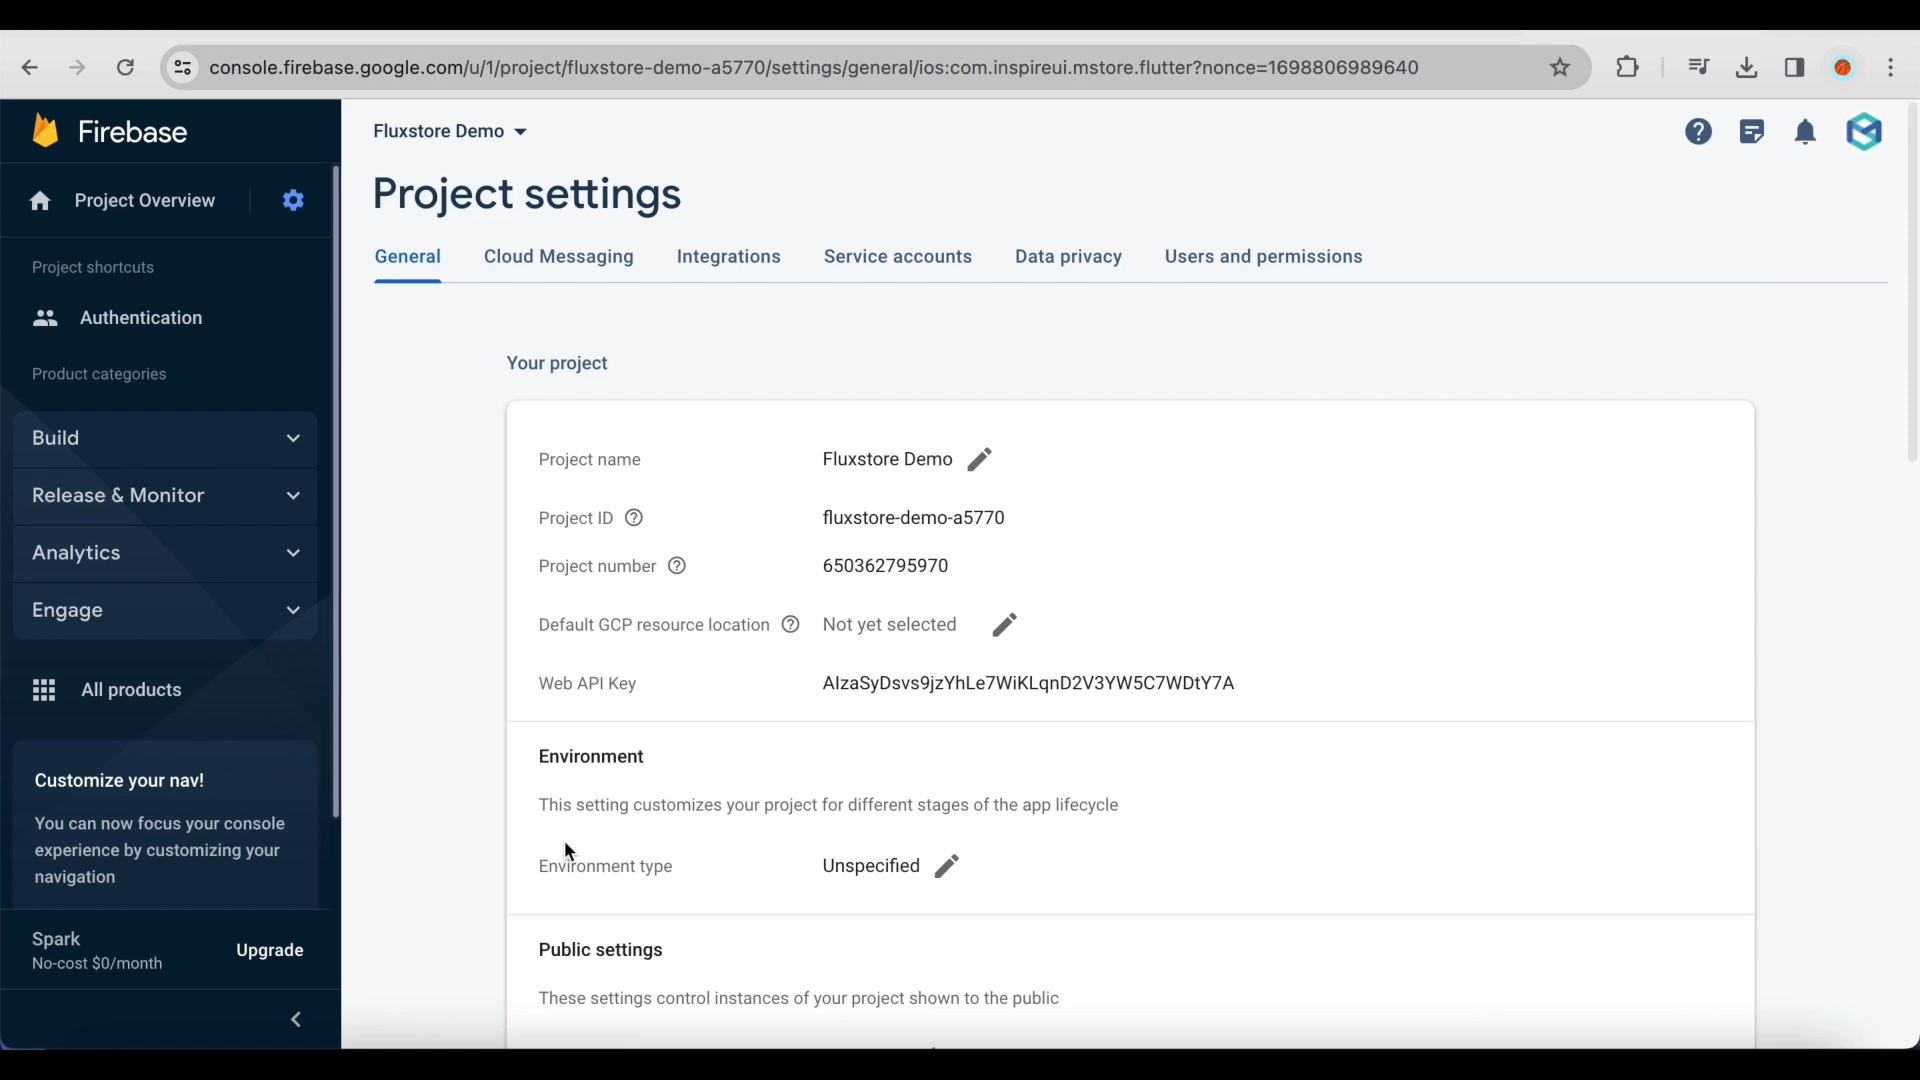 console.firebase.google.com/u/1/project/fluxstore-demo-a5770/settings/general/ios:com.inspireui.mstore.flutter?nonce=1698806989640
Firebase
Project Overview
Project shortcuts
Authentication
Product categories
Build
Release & Monitor
Analytics
Engage
All products
Customize your nav!
You can now focus your console
experience by customizing your
navigation
Spark
No-cost $0/month
Upgrade
Fluxstore Demo
Project settings
General Cloud Messaging Integrations Service accounts Data privacy Users and permissions
Your project
Project name Fluxstore Demo
Project ID fluxstore-demo-a5770
Project number 650362795970
Default GCP resource location Not yet selected
Web API Key AIzaSyDsvs9jzYhLe7WiKLqnD2V3YW5C7WDtY7A
Environment
This setting customizes your project for different stages of the app lifecycle
Environment type Unspecified
Public settings
These settings control instances of your project shown to the public